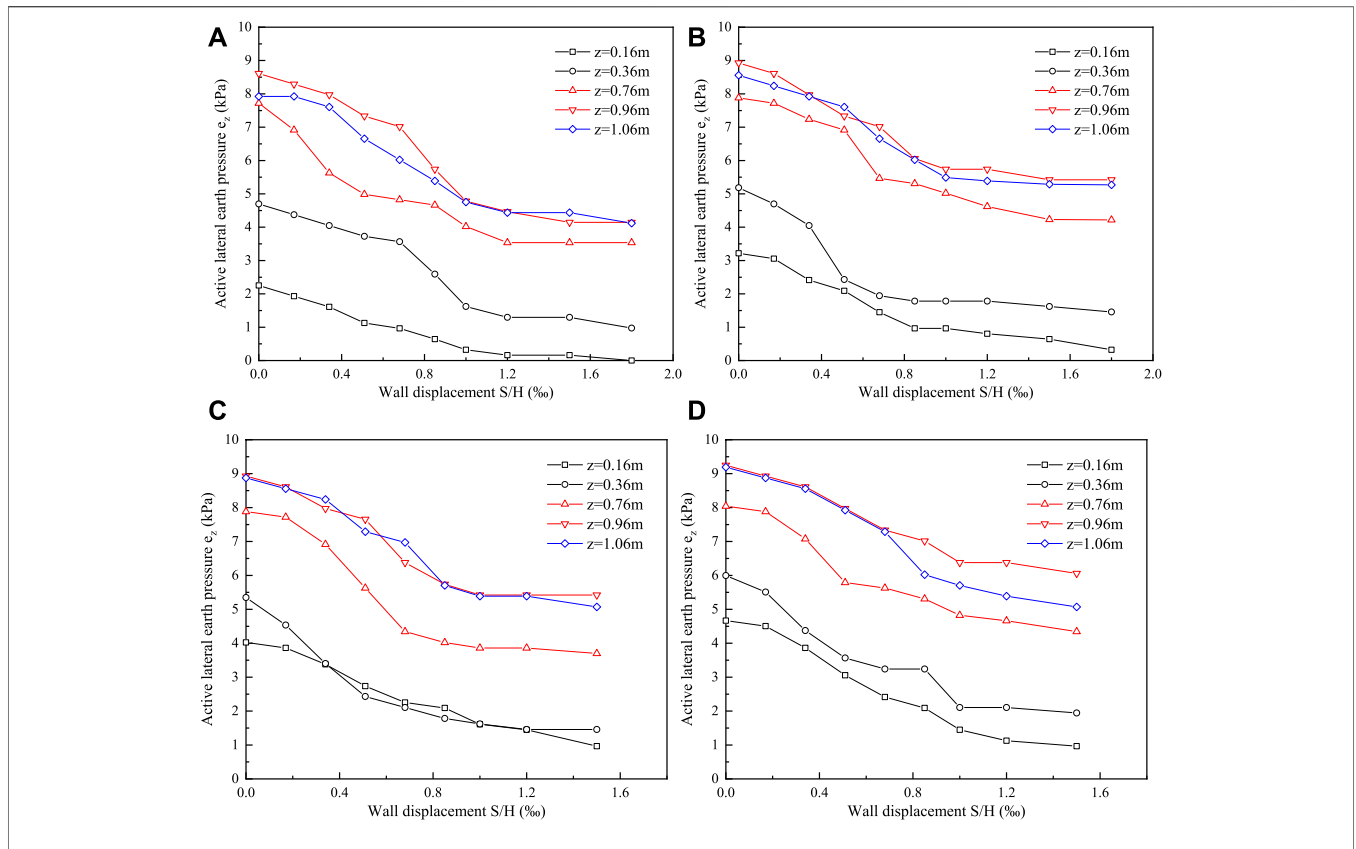 A
Active lateral earth pressure e_z (kPa)
10
9
8
7
6
5
4
3
2
1
0
z=0.16m
z=0.36m
z=0.76m
z=0.96m
z=1.06m
0.0 0.4 0.8 1.2 1.6 2.0
Wall displacement S/H (‰)
B
Active lateral earth pressure e_z (kPa)
10
9
8
7
6
5
4
3
2
1
0
z=0.16m
z=0.36m
z=0.76m
z=0.96m
z=1.06m
0.0 0.4 0.8 1.2 1.6 2.0
Wall displacement S/H (‰)
C
Active lateral earth pressure e_z (kPa)
10
9
8
7
6
5
4
3
2
1
0
z=0.16m
z=0.36m
z=0.76m
z=0.96m
z=1.06m
0.0 0.4 0.8 1.2 1.6
Wall displacement S/H (‰)
D
Active lateral earth pressure e_z (kPa)
10
9
8
7
6
5
4
3
2
1
0
z=0.16m
z=0.36m
z=0.76m
z=0.96m
z=1.06m
0.0 0.4 0.8 1.2 1.6
Wall displacement S/H (‰)